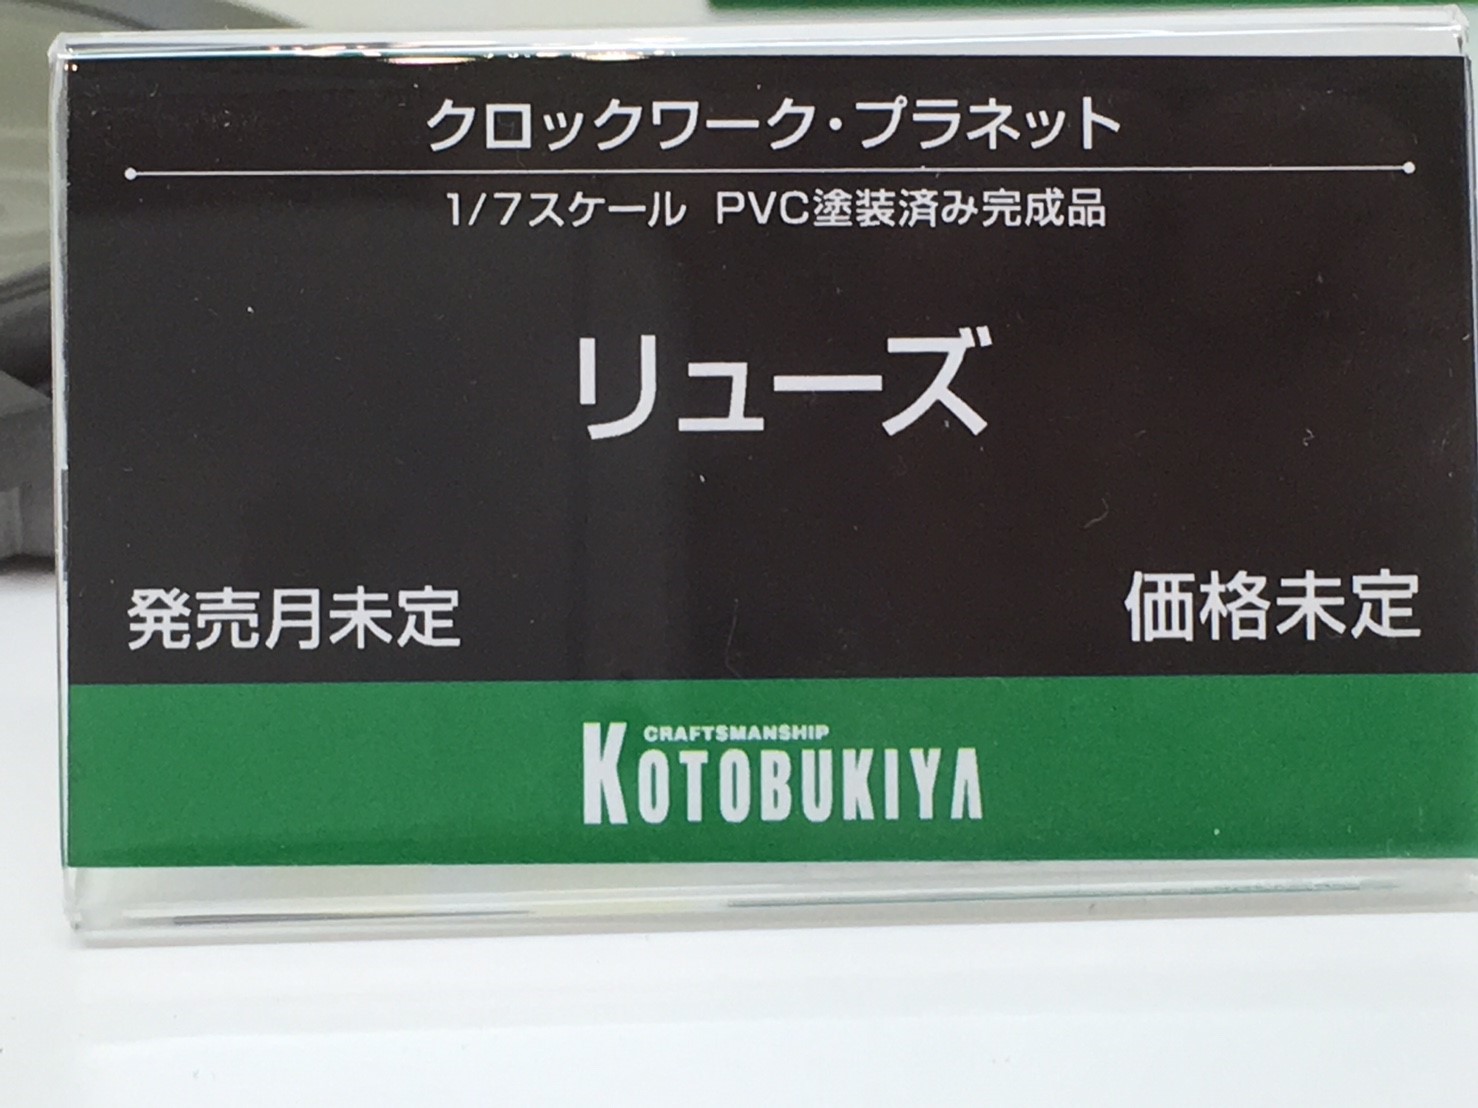 クロックワーク・プラネット
1/7スケール PVC塗装済み完成品
リューズ
発売月未定 価格未定
CRAFTSMANSHIP
KOTOBUKIYA